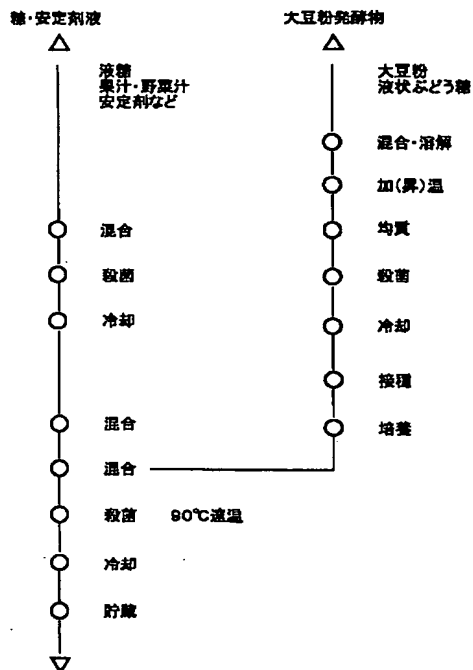 糖・安定剤液
液糖
果汁・野菜汁
安定剤など
混合
殺菌
冷却
混合
混合
殺菌 90℃達温
冷却
貯蔵
大豆粉発酵物
大豆粉
液状ぶどう糖
混合・溶解
加(昇)温
均質
殺菌
冷却
接種
培養